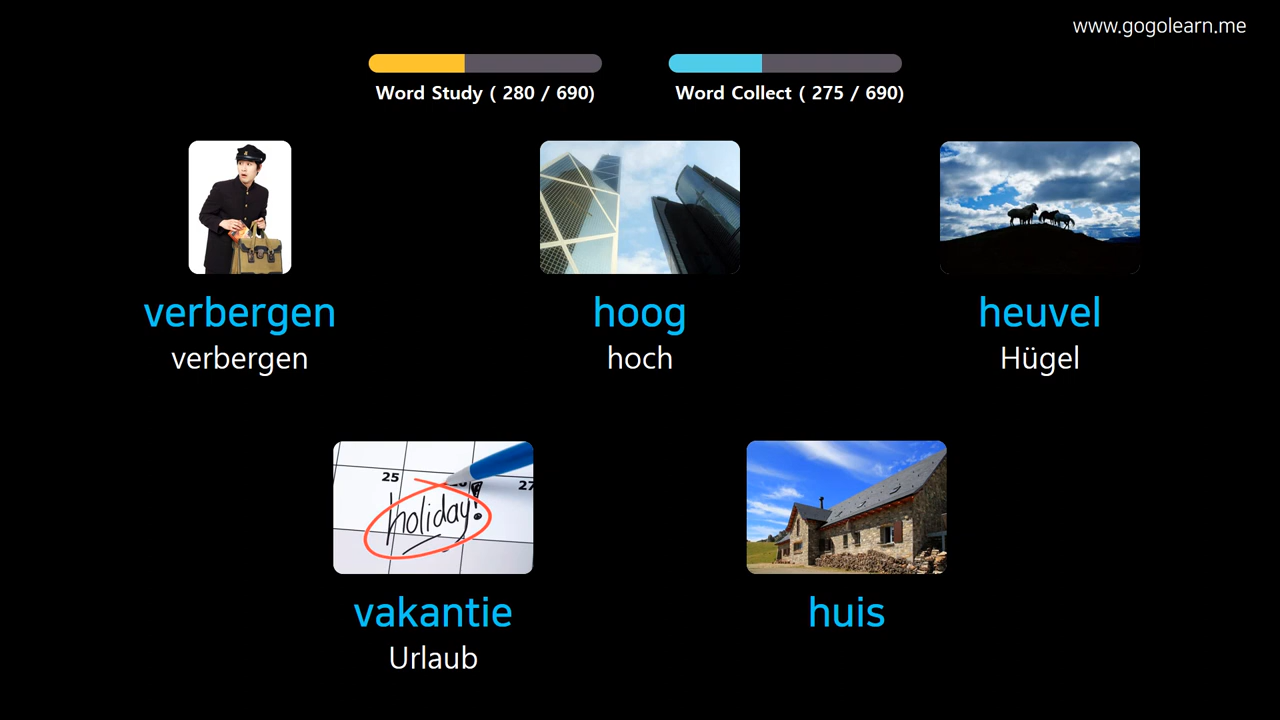 www.gogolearn.me
Word Study ( 280 / 690)
Word Collect ( 275 / 690)
verbergen
verbergen
hoog
hoch
heuvel
Hügel
25
27
holiday!
vakantie
Urlaub
huis